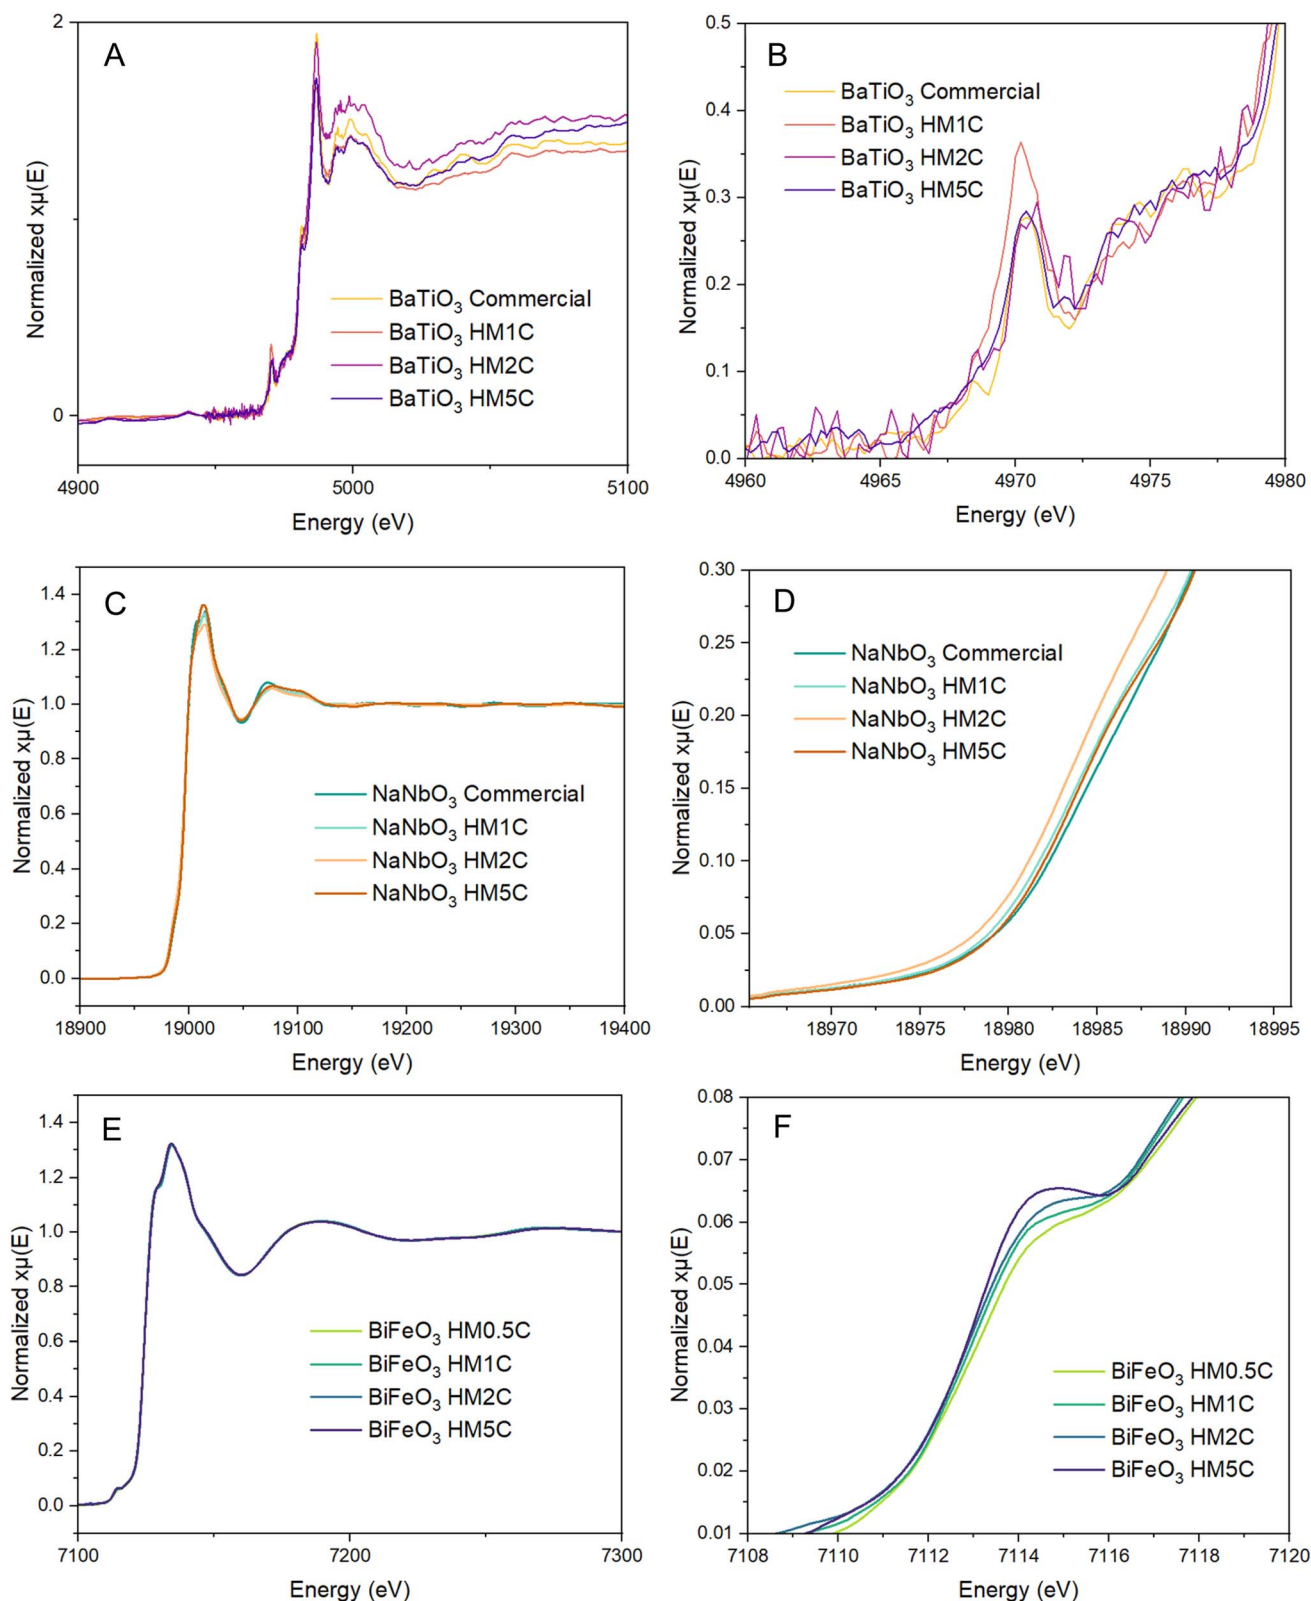 A
2
0
Normalized xμ(E)
BaTiO3 Commercial
BaTiO3 HM1C
BaTiO3 HM2C
BaTiO3 HM5C
4900 5000 5100
Energy (eV)
B
0.5
0.4
0.3
0.2
0.1
0.0
Normalized xμ(E)
BaTiO3 Commercial
BaTiO3 HM1C
BaTiO3 HM2C
BaTiO3 HM5C
4960 4965 4970 4975 4980
Energy (eV)
C
1.4
1.2
1.0
0.8
0.6
0.4
0.2
0.0
Normalized xμ(E)
NaNbO3 Commercial
NaNbO3 HM1C
NaNbO3 HM2C
NaNbO3 HM5C
18900 19000 19100 19200 19300 19400
Energy (eV)
D
0.30
0.25
0.20
0.15
0.10
0.05
0.00
Normalized xμ(E)
NaNbO3 Commercial
NaNbO3 HM1C
NaNbO3 HM2C
NaNbO3 HM5C
18970 18975 18980 18985 18990 18995
Energy (eV)
E
1.4
1.2
1.0
0.8
0.6
0.4
0.2
0.0
Normalized xμ(E)
BiFeO3 HM0.5C
BiFeO3 HM1C
BiFeO3 HM2C
BiFeO3 HM5C
7100 7200 7300
Energy (eV)
F
0.08
0.07
0.06
0.05
0.04
0.03
0.02
0.01
Normalized xμ(E)
BiFeO3 HM0.5C
BiFeO3 HM1C
BiFeO3 HM2C
BiFeO3 HM5C
7108 7110 7112 7114 7116 7118 7120
Energy (eV)